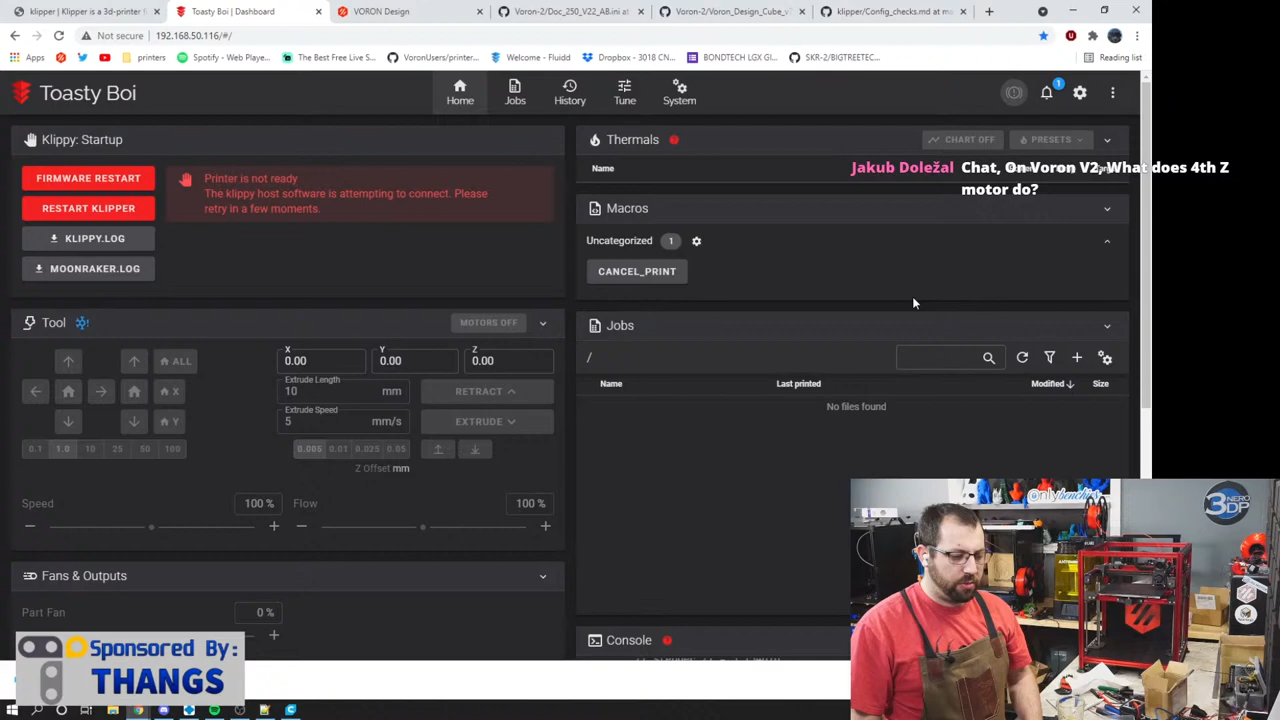 klipper | Klipper is a 3d-printer fi
Toasty Boi | Dashboard
VORON Design
Voron-2/Doc_250_V22_AB.ini at
Voron-2/Voron_Design_Cube_v7
klipper/Config_checks.md at mas
Not secure
192.168.50.116/#/
Apps
printers
Spotify - Web Playe...
The Best Free Live S...
VoronUsers/printer...
Welcome - Fluidd
Dropbox - 3018 CN...
BONDTECH LGX GI...
SKR-2/BIGTREETEC...
Reading list
Toasty Boi
Home
Jobs
History
Tune
System
1
Klippy: Startup
FIRMWARE RESTART
RESTART KLIPPER
KLIPPY.LOG
MOONRAKER.LOG
Printer is not ready
The klippy host software is attempting to connect. Please
retry in a few moments.
Thermals
CHART OFF
PRESETS
Name
Jakub Doležal Chat, On Voron V2, What does 4th Z
motor do?
Macros
Uncategorized 1
CANCEL_PRINT
Tool
MOTORS OFF
ALL
X
Y
X
0.00
Y
0.00
Z
0.00
Extrude Length
10 mm
RETRACT
Extrude Speed
5 mm/s
EXTRUDE
0.1 1.0 10 25 50 100
0.005 0.01 0.025 0.05
Z Offset mm
Speed
100 %
Flow
100 %
Jobs
/
Name
Last printed
Modified
Size
No files found
Fans & Outputs
Part Fan
0 %
Console
Sponsored By:
THANGS
onlybenchis
3D
NERO
3DP